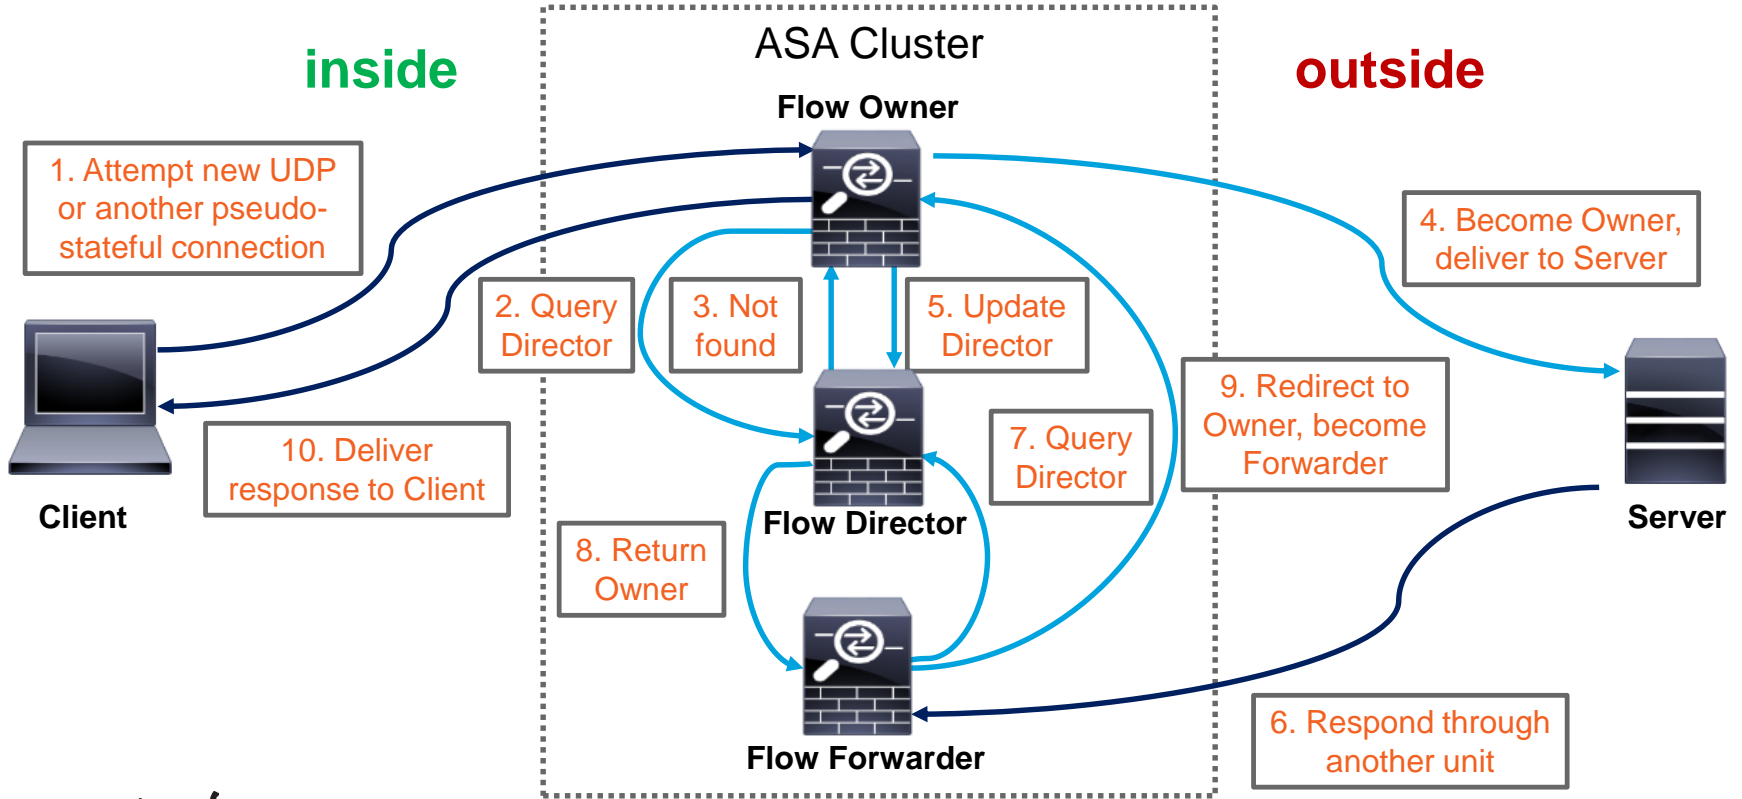 ASA Cluster
inside
outside
Flow Owner
1. Attempt new UDP
or another pseudo-
stateful connection
4. Become Owner,
deliver to Server
2. Query
Director
3. Not
found
5. Update
Director
9. Redirect to
Owner, become
Forwarder
10. Deliver
response to Client
7. Query
Director
Client
Flow Director
Server
8. Return
Owner
Flow Forwarder
6. Respond through
another unit